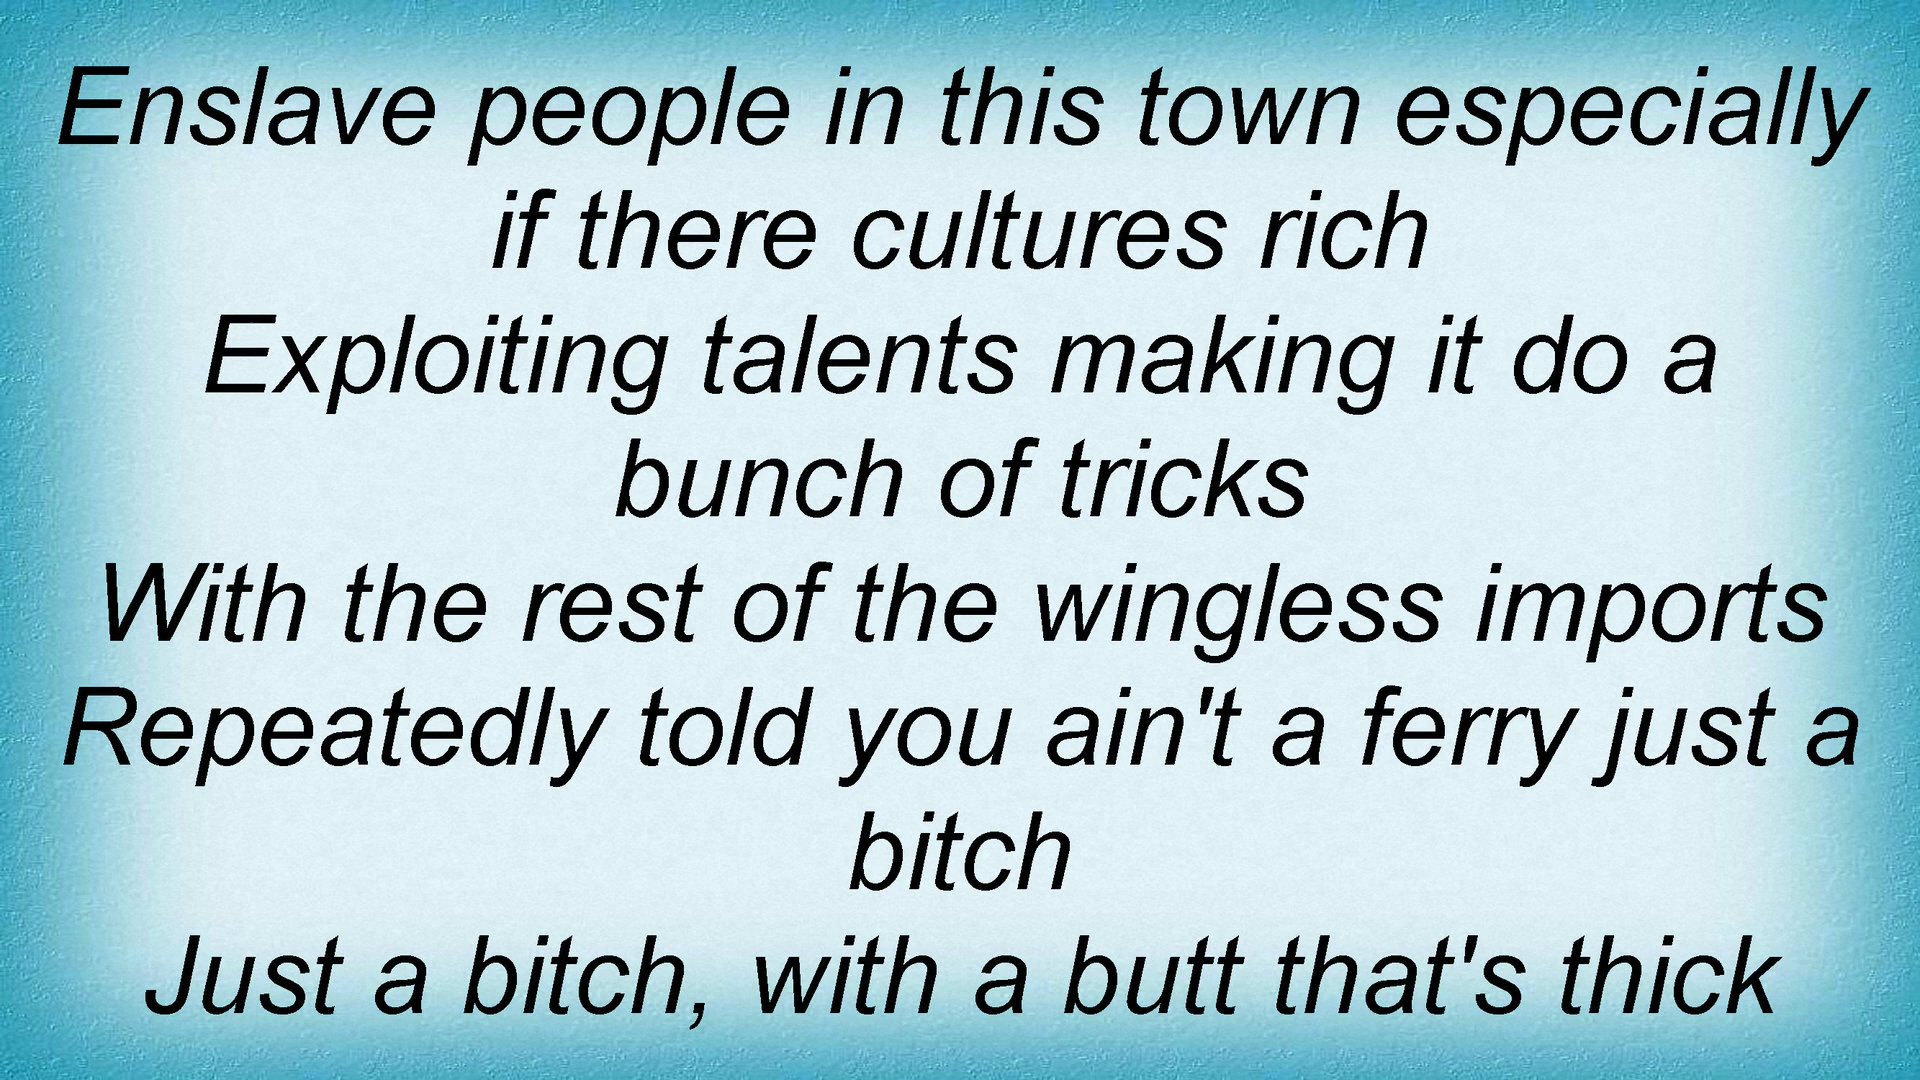 Enslave people in this town especially
if there cultures rich
Exploiting talents making it do a
bunch of tricks
With the rest of the wingless imports
Repeatedly told you ain't a ferry just a
bitch
Just a bitch, with a butt that's thick